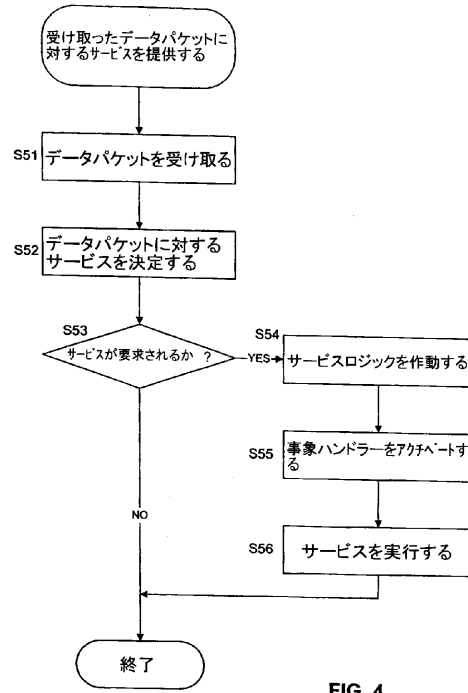 受け取ったデータパケットに
対するサービスを提供する
S51
データパケットを受け取る
S52
データパケットに対する
サービスを決定する
S53
サービスが要求されるか ?
YES
S54
サービスロジックを作動する
S55
事象ハンドラーをアクチベートす
る
NO
S56
サービスを実行する
終了
FIG. 4